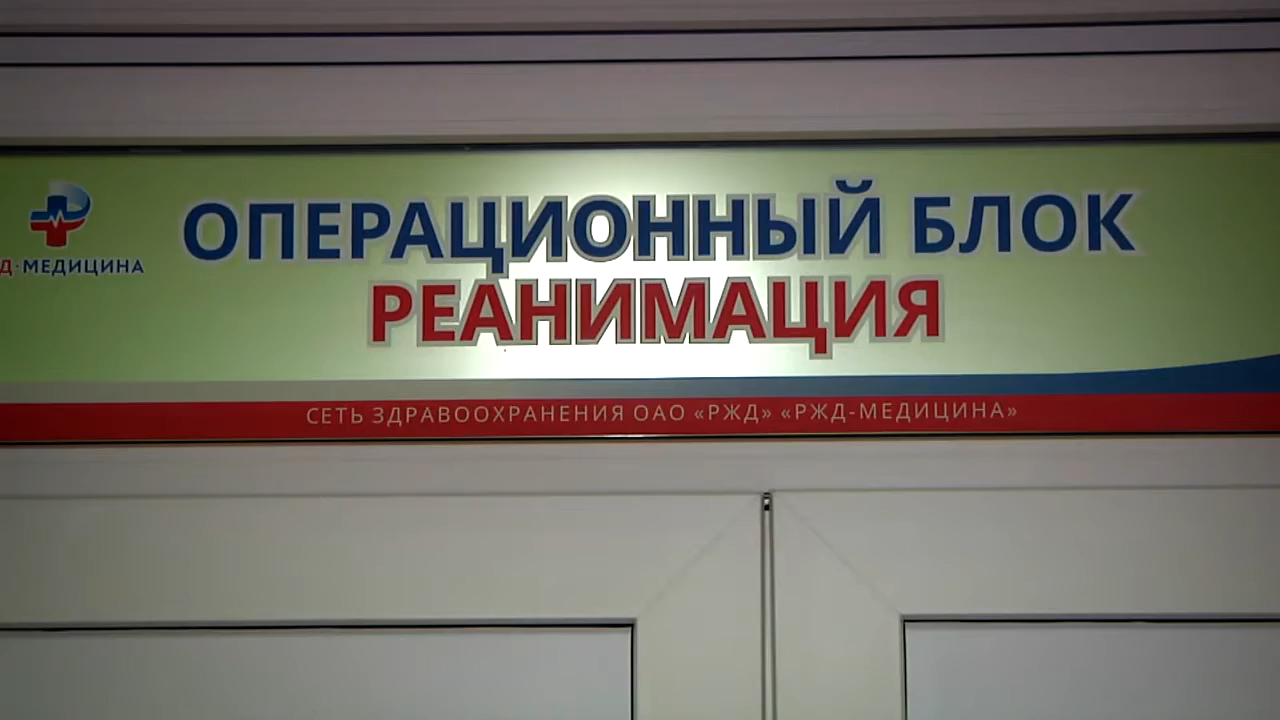 Д·МЕДИЦИНА
ОПЕРАЦИОННЫЙ БЛОК
РЕАНИМАЦИЯ
СЕТЬ ЗДРАВООХРАНЕНИЯ ОАО «РЖД» «РЖД-МЕДИЦИНА»